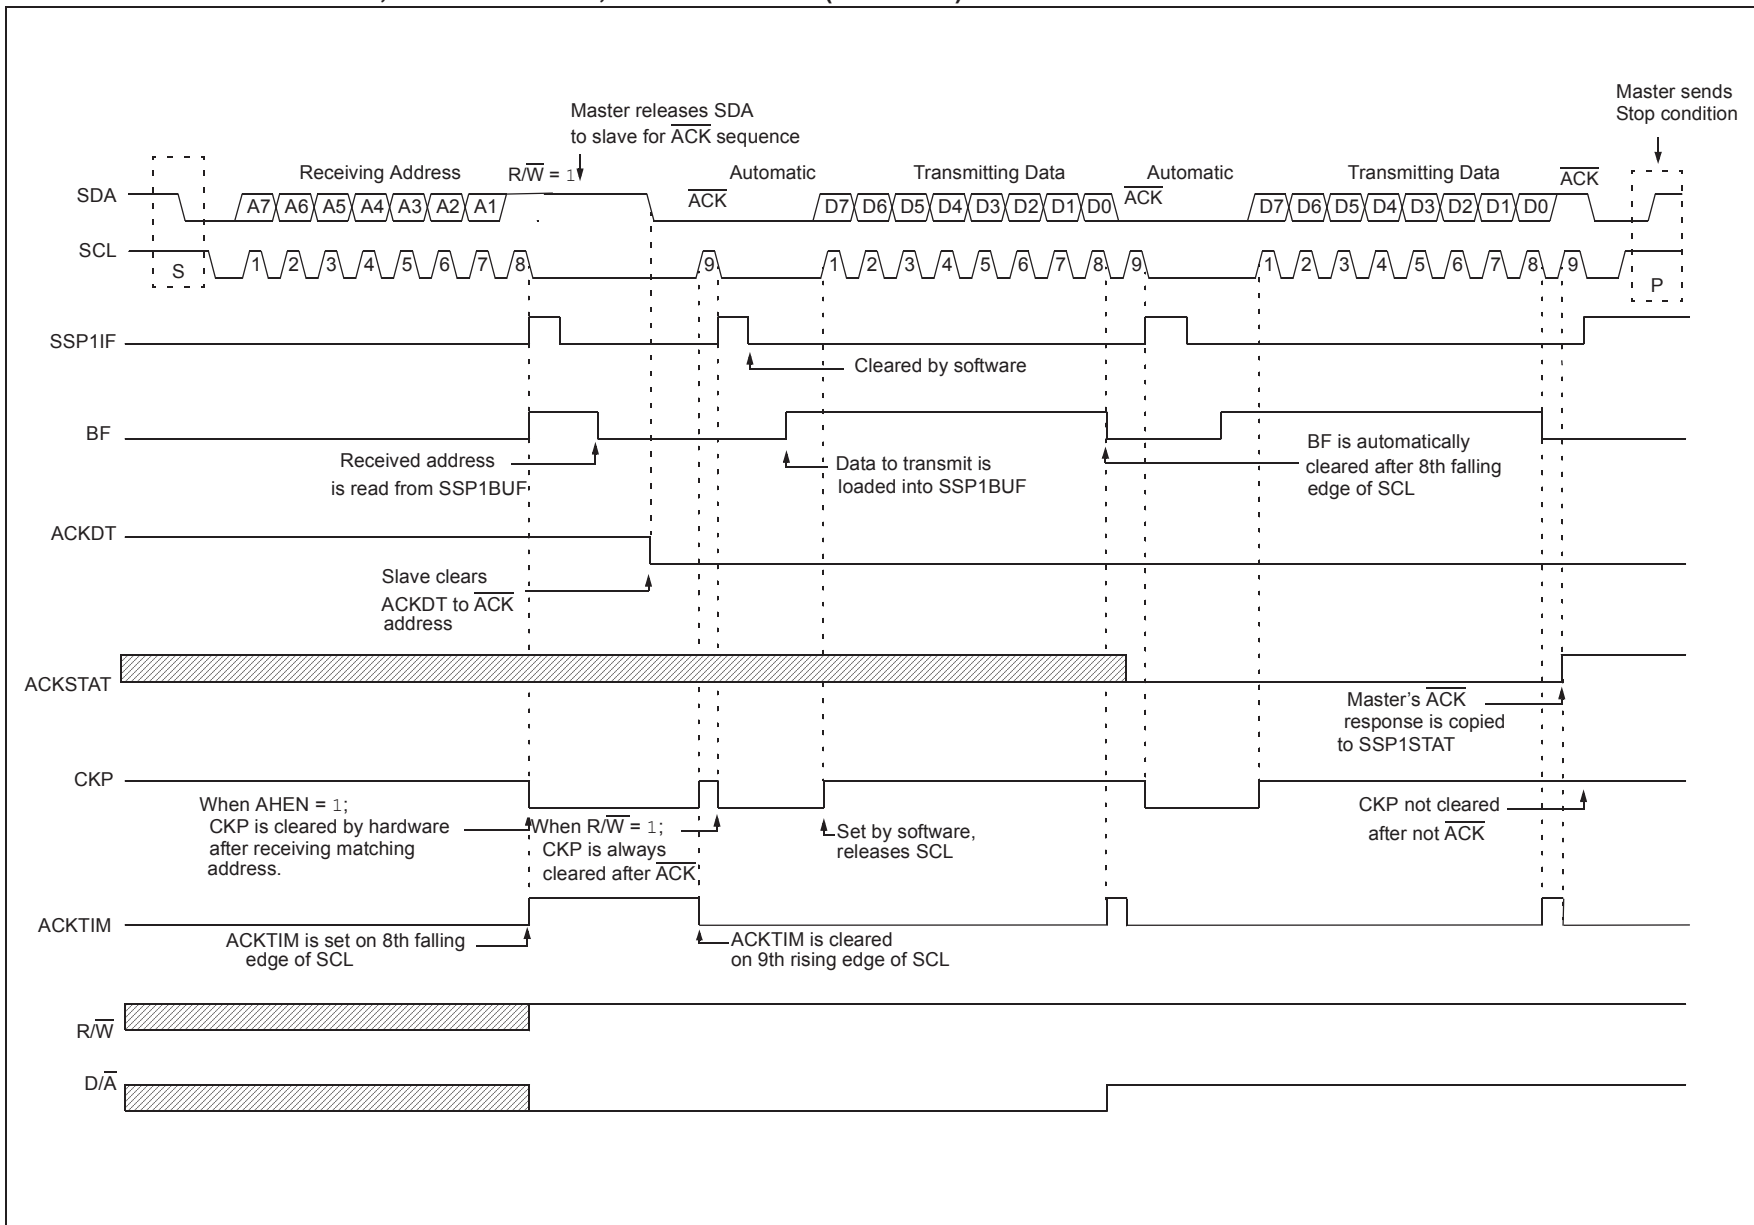 Master releases SDA
to slave for ACK sequence
Master sends
Stop condition
Receiving Address R/W = 1
Automatic
Transmitting Data
Automatic
Transmitting Data
ACK
SDA
A7 A6 A5 A4 A3 A2 A1
ACK
D7 D6 D5 D4 D3 D2 D1 D0
ACK
D7 D6 D5 D4 D3 D2 D1 D0
SCL
S
1 2 3 4 5 6 7 8 9
1 2 3 4 5 6 7 8 9
1 2 3 4 5 6 7 8 9
P
SSP1IF
Cleared by software
BF
Received address
is read from SSP1BUF
Data to transmit is
loaded into SSP1BUF
BF is automatically
cleared after 8th falling
edge of SCL
ACKDT
Slave clears
ACKDT to ACK
address
ACKSTAT
Master's ACK
response is copied
to SSP1STAT
CKP
When AHEN = 1;
CKP is cleared by hardware
after receiving matching
address.
When R/W = 1;
CKP is always
cleared after ACK
Set by software,
releases SCL
CKP not cleared
after not ACK
ACKTIM
ACKTIM is set on 8th falling
edge of SCL
ACKTIM is cleared
on 9th rising edge of SCL
R/W
D/A